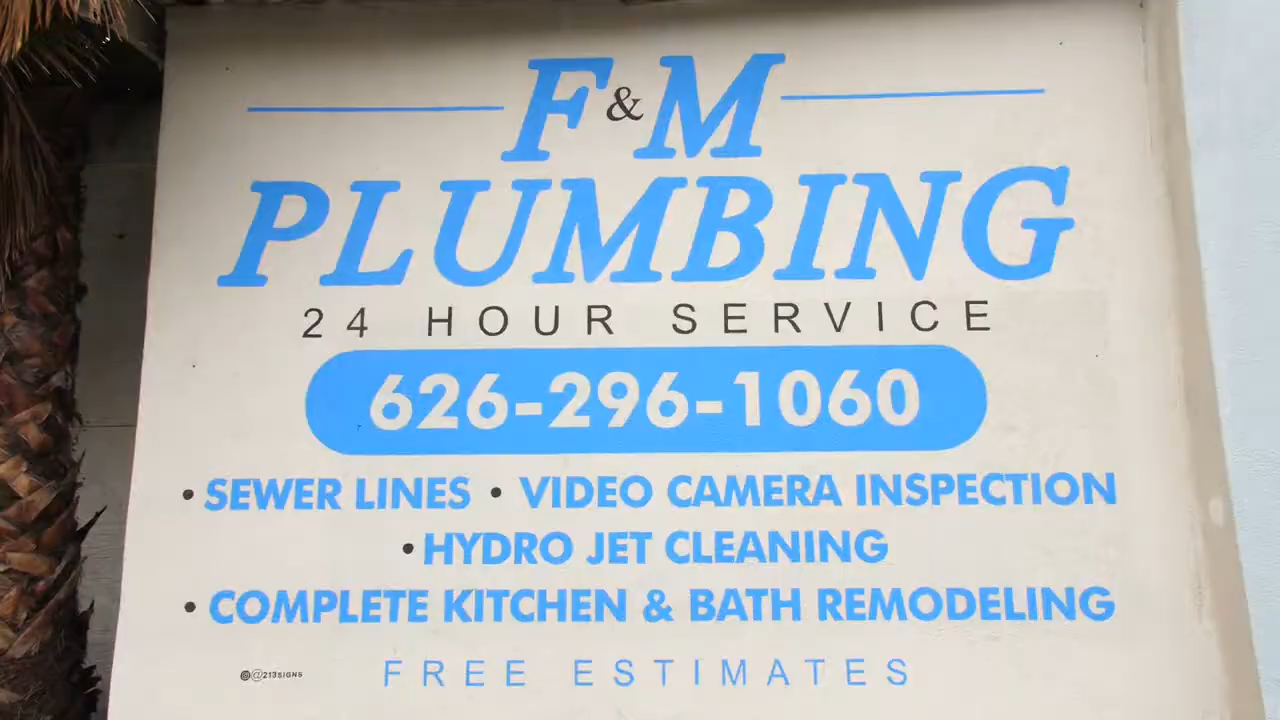 F&M
PLUMBING
24 HOUR SERVICE
626-296-1060
• SEWER LINES • VIDEO CAMERA INSPECTION
• HYDRO JET CLEANING
• COMPLETE KITCHEN & BATH REMODELING
@213SIGNS
FREE ESTIMATES